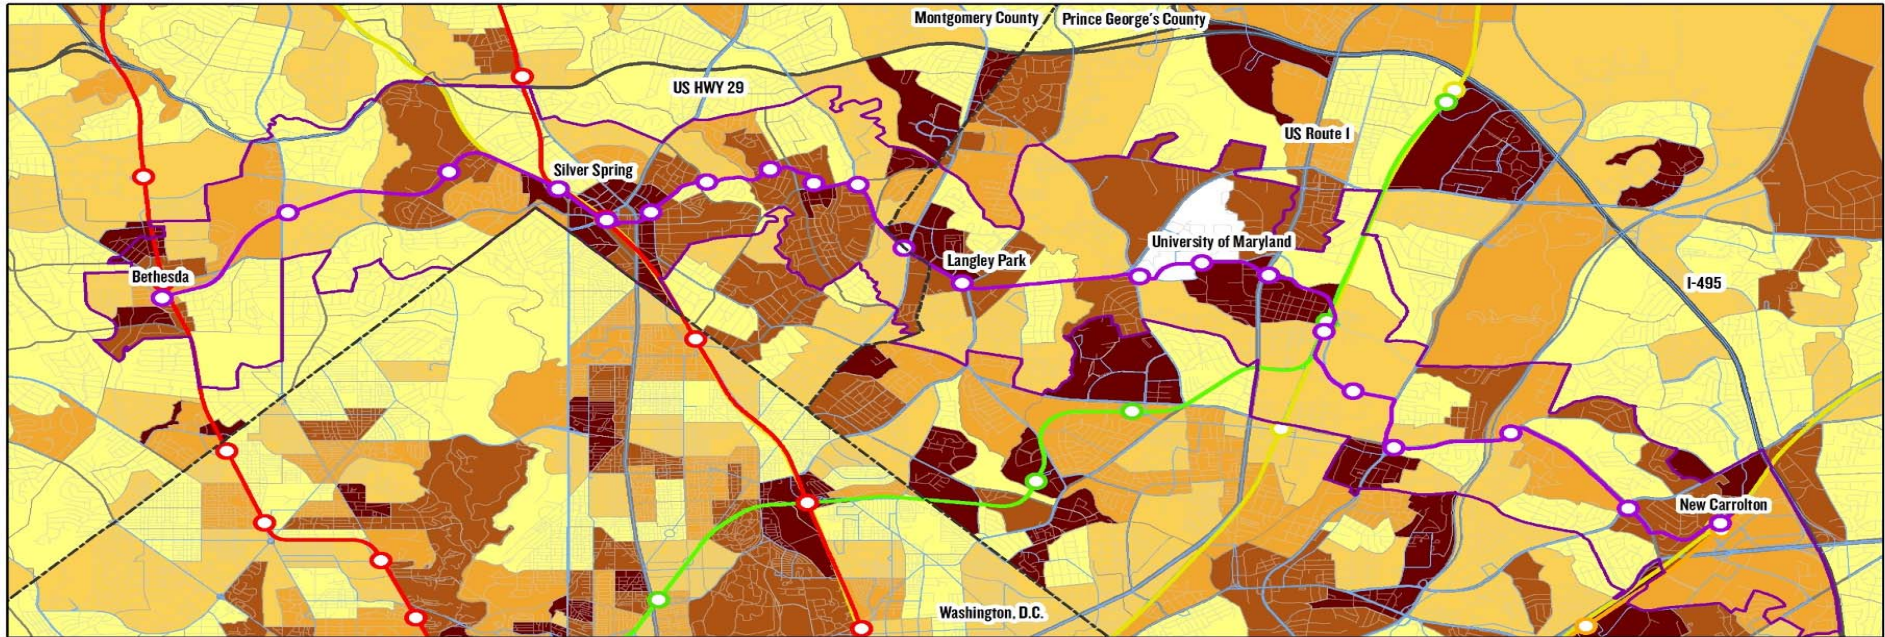 Montgomery County
Prince George's County
US HWY 29
US Route 1
Silver Spring
University of Maryland
Langley Park
Bethesda
I-495
New Carrolton
Washington, D.C.